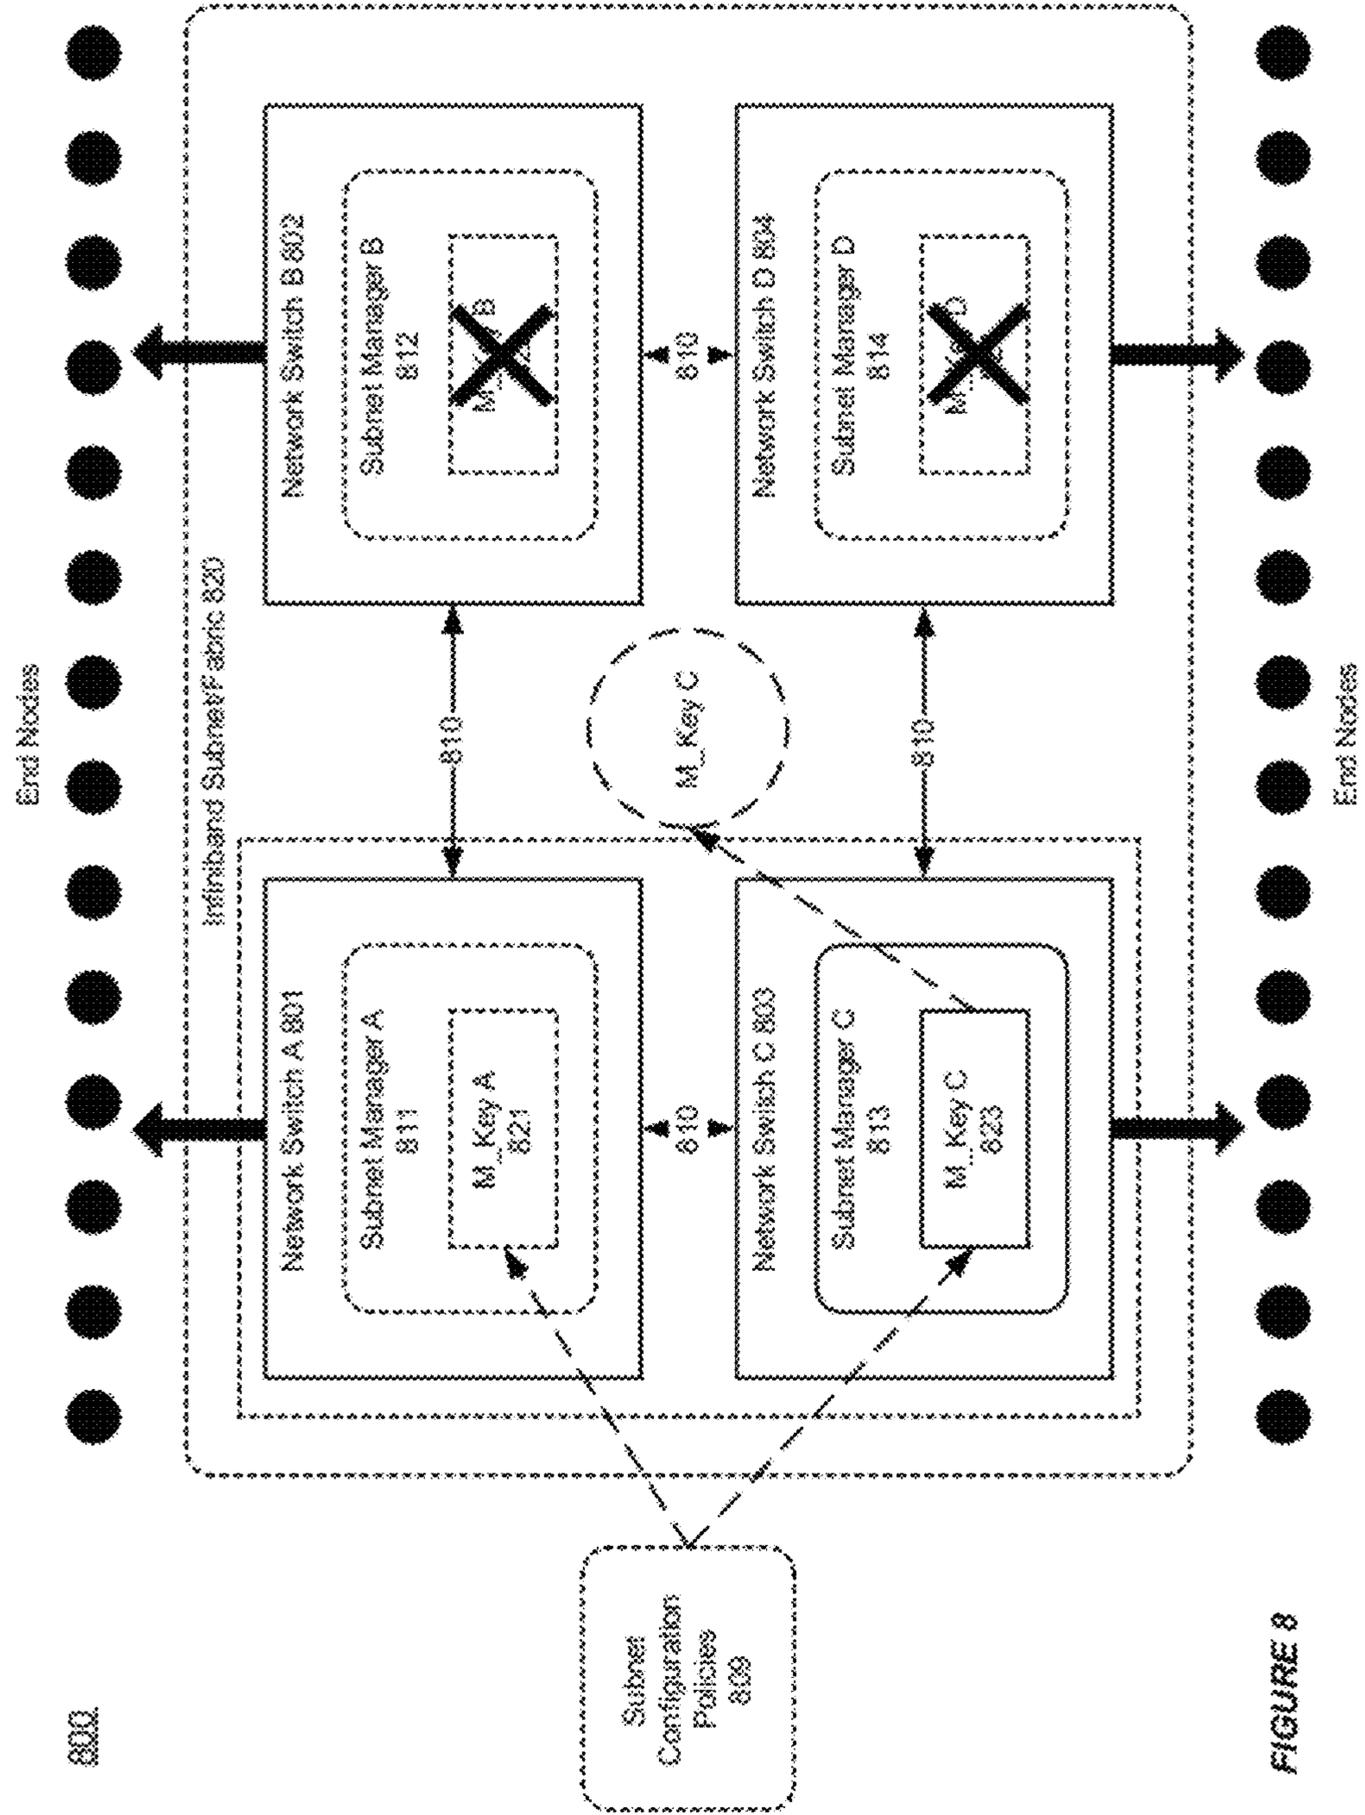 800
End Nodes
Infiniband Subnet/Fabric 820
Network Switch A 801
Subnet Manager A
811
M_Key A
821
810
Network Switch B 802
Subnet Manager B
812
B
810
810
M_Key C
Network Switch C 803
Subnet Manager C
813
M_Key C
823
810
Network Switch D 804
Subnet Manager D
814
D
Subnet
Configuration
Policies
809
End Nodes
FIGURE 8